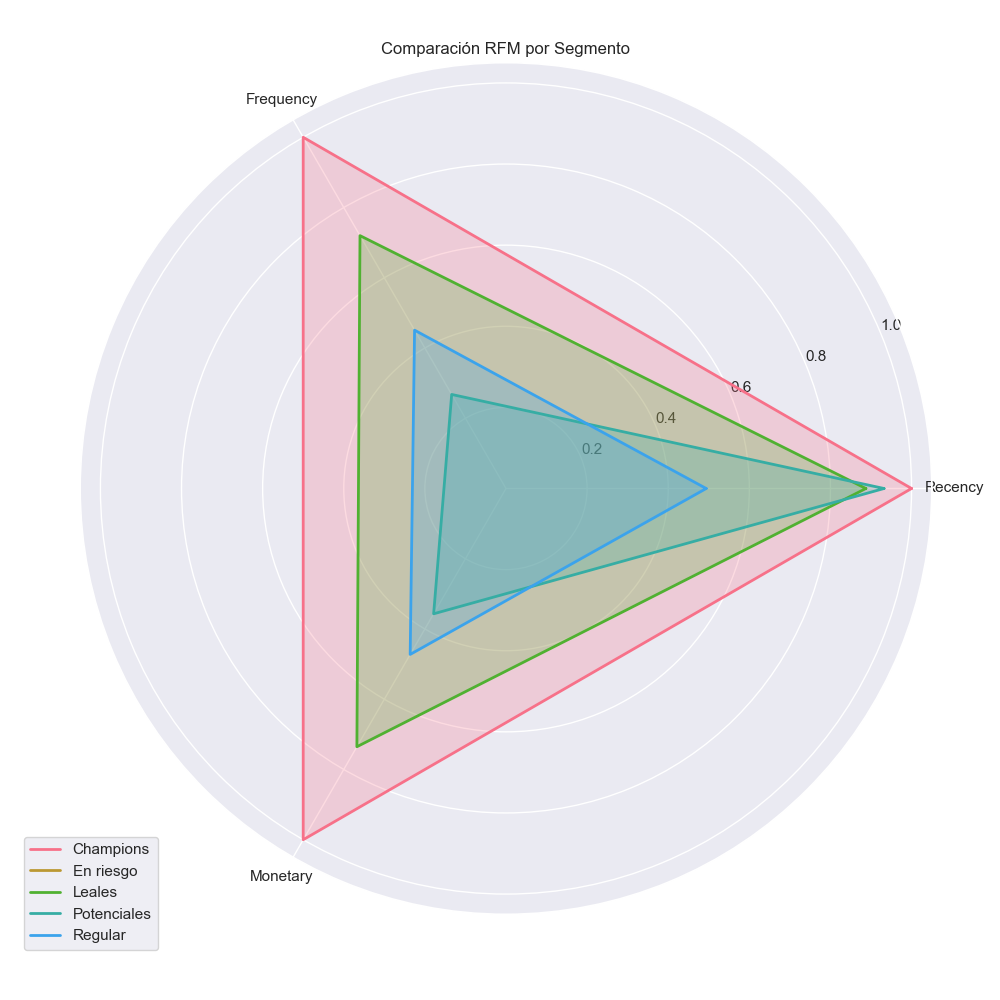 Comparación RFM por Segmento
Frequency
1.0
0.8
0.6
0.4
0.2
Recency
Monetary
Champions
En riesgo
Leales
Potenciales
Regular